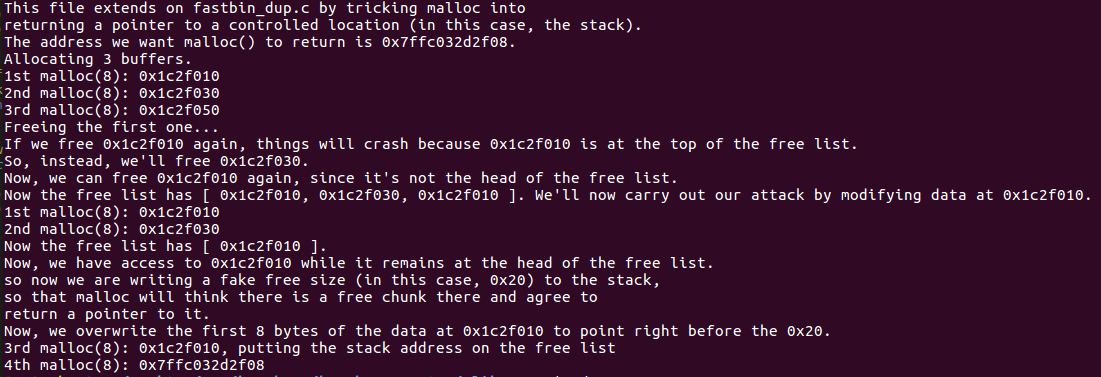 This file extends on fastbin_dup.c by tricking malloc into
returning a pointer to a controlled location (in this case, the stack).
The address we want malloc() to return is 0x7ffc032d2f08.
Allocating 3 buffers.
1st malloc(8): 0x1c2f010
2nd malloc(8): 0x1c2f030
3rd malloc(8): 0x1c2f050
Freeing the first one...
If we free 0x1c2f010 again, things will crash because 0x1c2f010 is at the top of the free list.
So, instead, we'll free 0x1c2f030.
Now, we can free 0x1c2f010 again, since it's not the head of the free list.
Now the free list has [ 0x1c2f010, 0x1c2f030, 0x1c2f010 ]. We'll now carry out our attack by modifying data at 0x1c2f010.
1st malloc(8): 0x1c2f010
2nd malloc(8): 0x1c2f030
Now the free list has [ 0x1c2f010 ].
Now, we have access to 0x1c2f010 while it remains at the head of the free list.
so now we are writing a fake free size (in this case, 0x20) to the stack,
so that malloc will think there is a free chunk there and agree to
return a pointer to it.
Now, we overwrite the first 8 bytes of the data at 0x1c2f010 to point right before the 0x20.
3rd malloc(8): 0x1c2f010, putting the stack address on the free list
4th malloc(8): 0x7ffc032d2f08